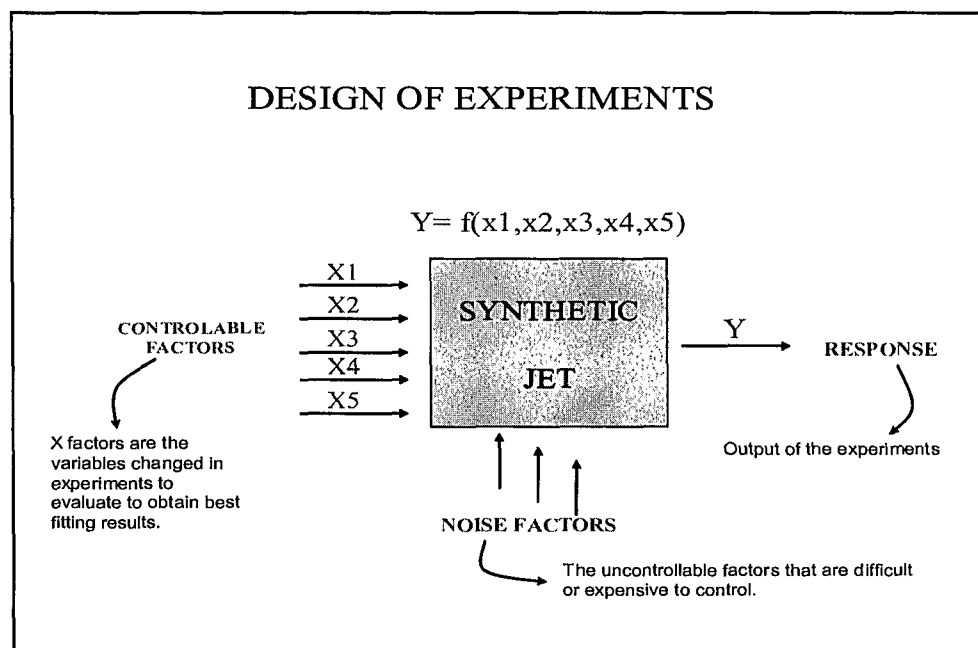 DESIGN OF EXPERIMENTS
Y= f(x1,x2,x3,x4,x5)
X1
X2
X3
X4
X5
CONTROLABLE
FACTORS
SYNTHETIC
JET
Y
RESPONSE
X factors are the
variables changed in
experiments to
evaluate to obtain best
fitting results.
Output of the experiments
NOISE FACTORS
The uncontrollable factors that are difficult
or expensive to control.